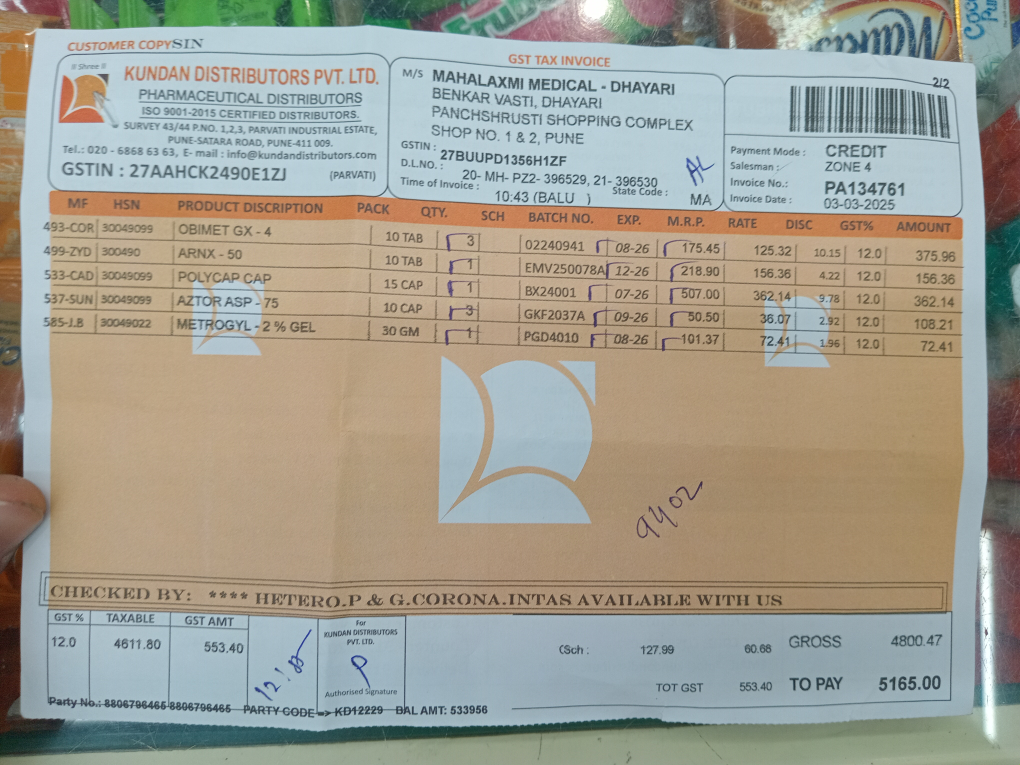 CUSTOMER COPYSIN
GST TAX INVOICE
2/2
|| Shree ||
KUNDAN DISTRIBUTORS PVT. LTD.
PHARMACEUTICAL DISTRIBUTORS
ISO 9001-2015 CERTIFIED DISTRIBUTORS.
SURVEY 43/44 P.NO. 1,2,3, PARVATI INDUSTRIAL ESTATE,
PUNE-SATARA ROAD, PUNE-411 009.
Tel.: 020 - 6868 63 63, E- mail : info@kundandistributors.com
GSTIN : 27AAHCK2490E1ZJ (PARVATI)
M/S MAHALAXMI MEDICAL - DHAYARI
BENKAR VASTI, DHAYARI
PANCHSHRUSTI SHOPPING COMPLEX
SHOP NO. 1 & 2, PUNE
GSTIN : 27BUUPD1356H1ZF
D.L.NO. : 20- MH- PZ2- 396529, 21- 396530
Time of Invoice : 10:43 (BALU ) State Code : MA
Payment Mode : CREDIT
Salesman : ZONE 4
Invoice No.: PA134761
Invoice Date : 03-03-2025
MF HSN PRODUCT DISCRIPTION PACK QTY. SCH BATCH NO. EXP. M.R.P. RATE DISC GST% AMOUNT
493-COR 30049099 OBIMET GX - 4 10 TAB 3 02240941 08-26 175.45 125.32 10.15 12.0 375.96
499-ZYD 300490 ARNX - 50 10 TAB 1 EMV250078A 12-26 218.90 156.36 4.22 12.0 156.36
533-CAD 30049099 POLYCAP CAP 15 CAP 1 BX24001 07-26 507.00 362.14 9.78 12.0 362.14
537-SUN 30049099 AZTOR ASP - 75 10 CAP 3 GKF2037A 09-26 50.50 36.07 2.92 12.0 108.21
585-J.B 30049022 METROGYL - 2 % GEL 30 GM 1 PGD4010 08-26 101.37 72.41 1.96 12.0 72.41
9402
CHECKED BY: **** HETERO.P & G.CORONA.INTAS AVAILABLE WITH US
GST % TAXABLE GST AMT
12.0 4611.80 553.40
For
KUNDAN DISTRIBUTORS
PVT. LTD.
Authorised Signature
(Sch : 127.99 60.68 GROSS 4800.47
TOT GST 553.40 TO PAY 5165.00
Party No.: 8806796465 8806796465 PARTY CODE => KD12229 BAL AMT: 533956